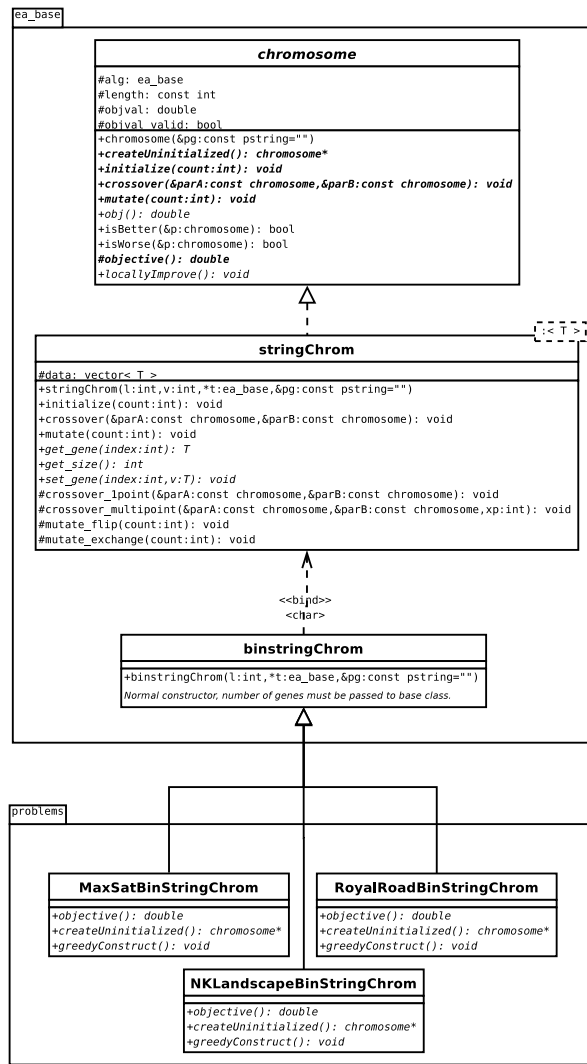 ea_base
chromosome
#alg: ea_base
#length: const int
#objval: double
#objval_valid: bool
+chromosome(&pg:const pstring="")
+createUninitialized(): chromosome*
+initialize(count:int): void
+crossover(&parA:const chromosome,&parB:const chromosome): void
+mutate(count:int): void
+obj(): double
+isBetter(&p:chromosome): bool
+isWorse(&p:chromosome): bool
#objective(): double
+locallyImprove(): void
:< T >
stringChrom
#data: vector< T >
+stringChrom(l:int,v:int,*t:ea_base,&pg:const pstring="")
+initialize(count:int): void
+crossover(&parA:const chromosome,&parB:const chromosome): void
+mutate(count:int): void
+get_gene(index:int): T
+get_size(): int
+set_gene(index:int,v:T): void
#crossover_1point(&parA:const chromosome,&parB:const chromosome): void
#crossover_multipoint(&parA:const chromosome,&parB:const chromosome,xp:int): void
#mutate_flip(count:int): void
#mutate_exchange(count:int): void
<<bind>>
<char>
binstringChrom
+binstringChrom(l:int,*t:ea_base,&pg:const pstring="")
Normal constructor, number of genes must be passed to base class.
problems
MaxSatBinStringChrom
+objective(): double
+createUninitialized(): chromosome*
+greedyConstruct(): void
RoyalRoadBinStringChrom
+objective(): double
+createUninitialized(): chromosome*
+greedyConstruct(): void
NKLandscapeBinStringChrom
+objective(): double
+createUninitialized(): chromosome*
+greedyConstruct(): void